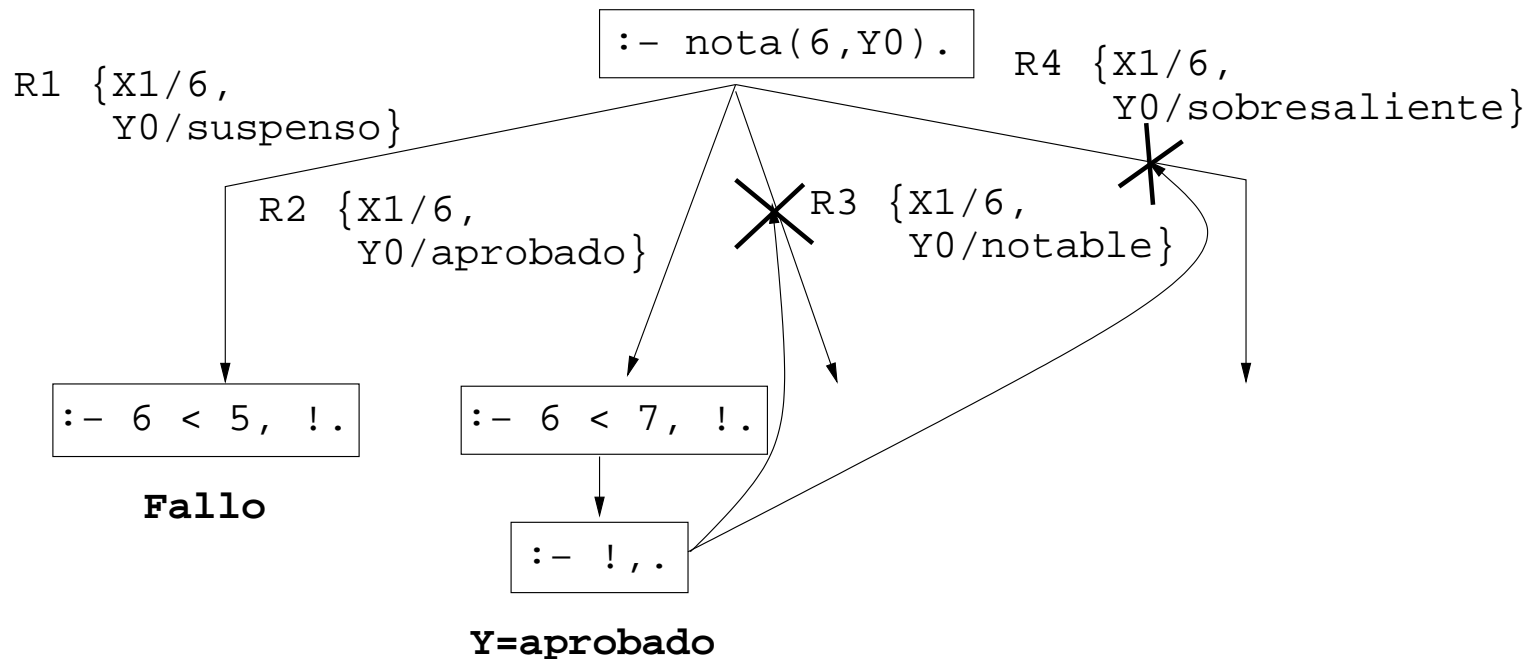 :- nota(6,Y0).
R1 {X1/6,
Y0/suspenso}
R4 {X1/6,
Y0/sobresaliente}
R2 {X1/6,
Y0/aprobado}
R3 {X1/6,
Y0/notable}
:- 6 < 5, !.
:- 6 < 7, !.
Fallo
:- !,.
Y=aprobado